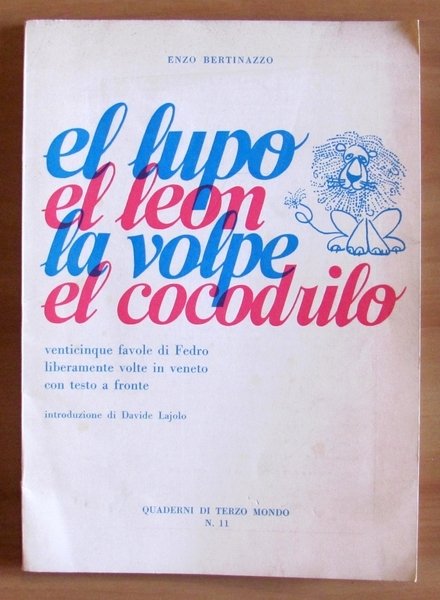 ENZO BERTINAZZO
el lupo
el leon
la volpe
el cocodrilo
venticinque favole di Fedro
liberamente volte in veneto
con testo a fronte
introduzione di Davide Lajolo
QUADERNI DI TERZO MONDO
N. 11